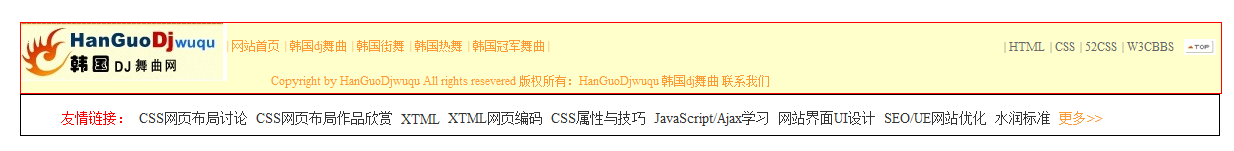 HanGuoDjwuqu
韩国DJ舞曲网
| 网站首页 | 韩国dj舞曲 | 韩国街舞 | 韩国热舞 | 韩国冠军舞曲 |
| HTML | CSS | 52CSS | W3CBBS
TOP
Copyright by HanGuoDjwuqu All rights resevered 版权所有：HanGuoDjwuqu 韩国dj舞曲 联系我们
友情链接： CSS网页布局讨论 CSS网页布局作品欣赏 XTML XTML网页编码 CSS属性与技巧 JavaScript/Ajax学习 网站界面UI设计 SEO/UE网站优化 水润标准 更多>>